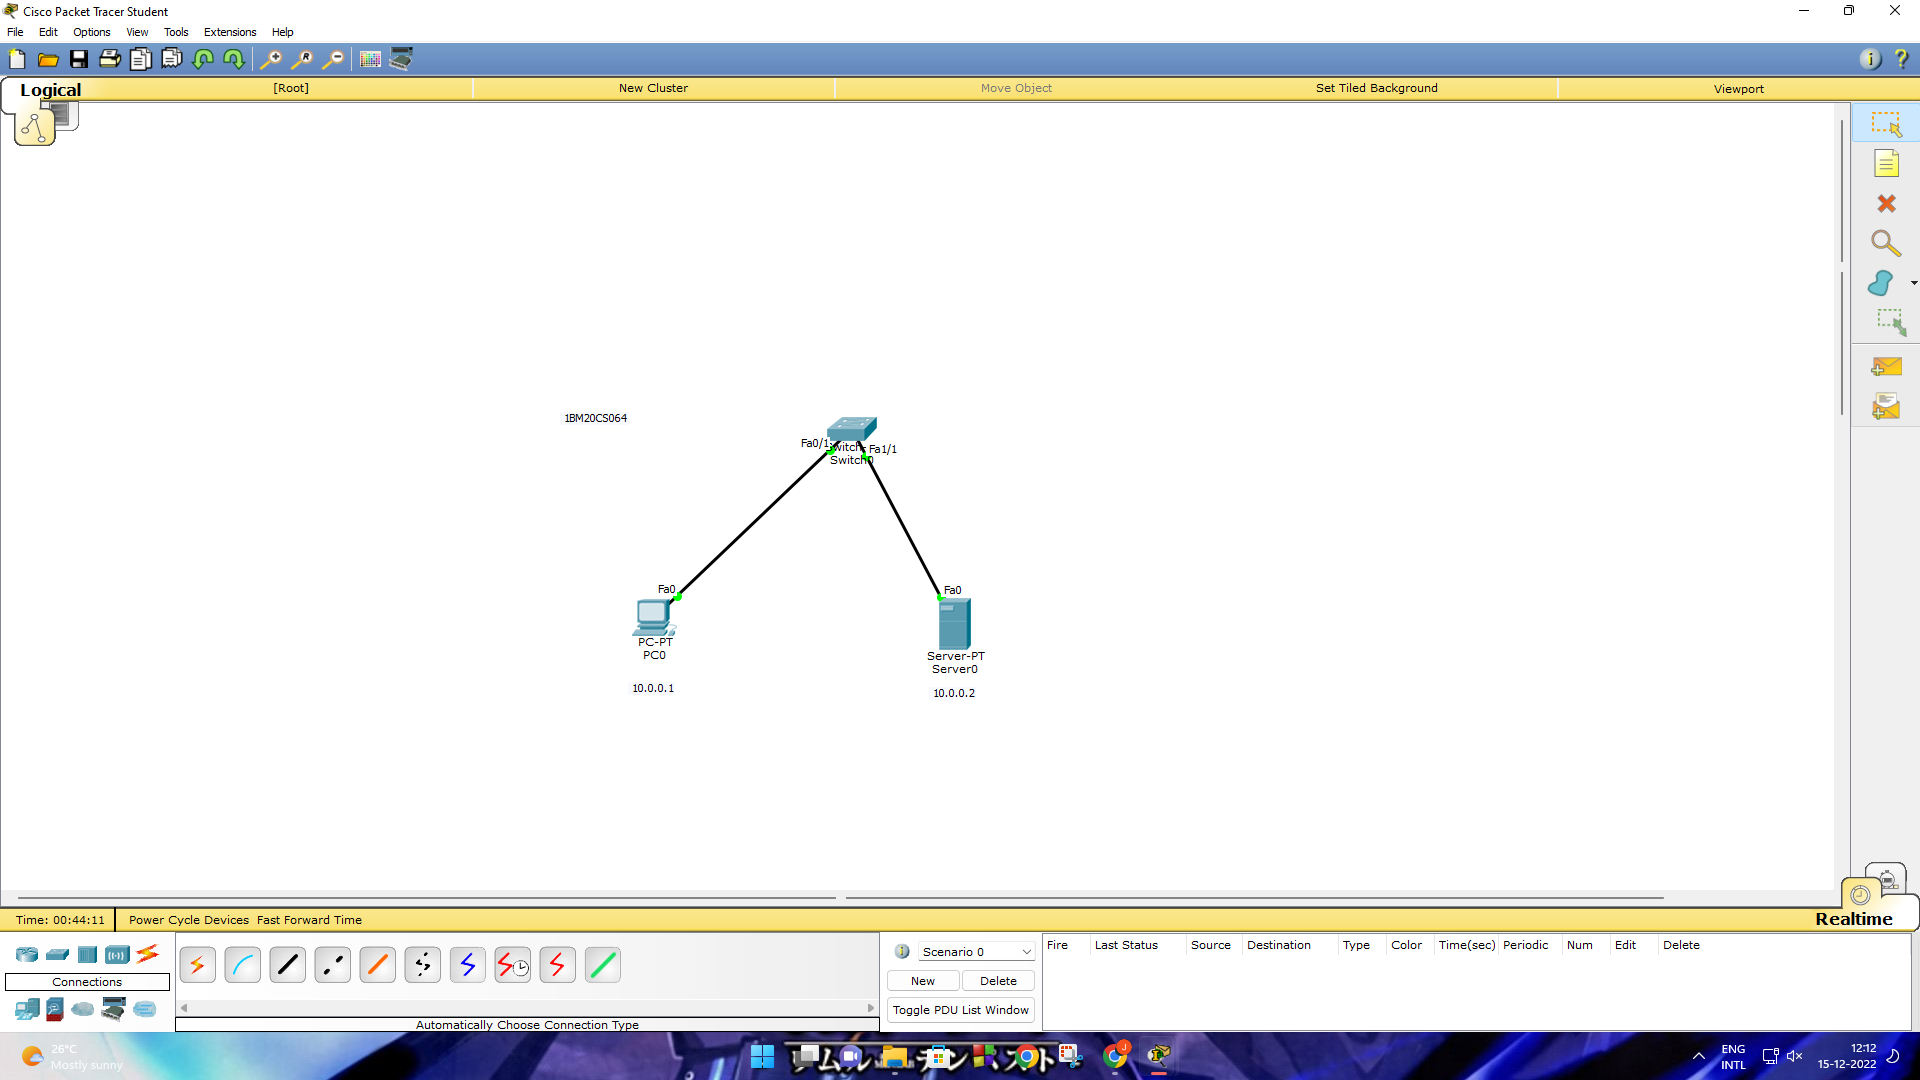 Cisco Packet Tracer Student
File Edit Options View Tools Extensions Help
Logical [Root] New Cluster Move Object Set Tiled Background Viewport
1BM20CS064
Fa0/1 Fa1/1
Switch0
Fa0 Fa0
PC-PT
PC0
Server-PT
Server0
10.0.0.1 10.0.0.2
Time: 00:44:11 Power Cycle Devices Fast Forward Time Realtime
Scenario 0 Fire Last Status Source Destination Type Color Time(sec) Periodic Num Edit Delete
Connections New Delete
Toggle PDU List Window
Automatically Choose Connection Type
26°C
Mostly sunny
ENG
INTL
12:12
15-12-2022